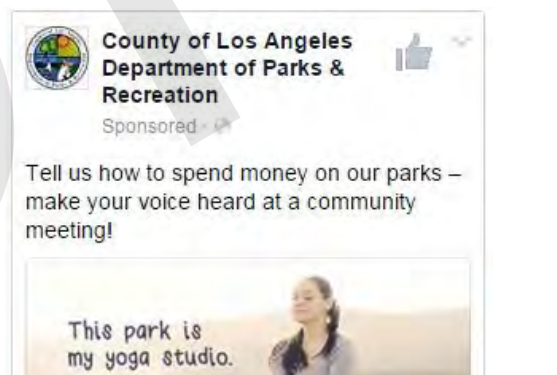 County of Los Angeles
Department of Parks &
Recreation
Sponsored ·
Tell us how to spend money on our parks –
make your voice heard at a community
meeting!
This park is
my yoga studio.